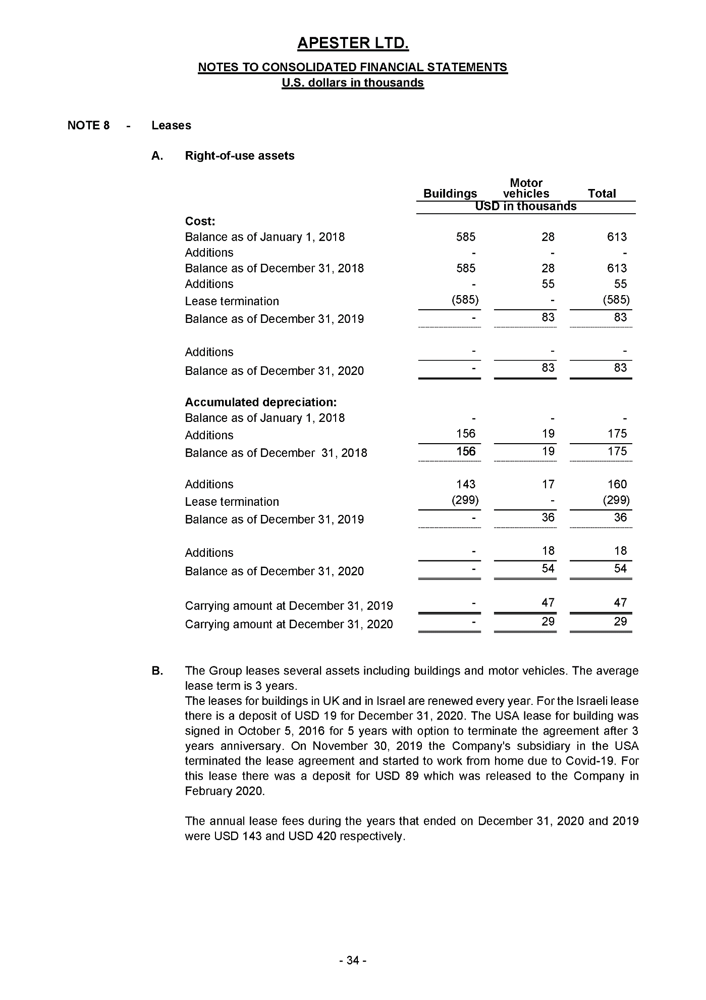 APESTER LTD.
NOTES TO CONSOLIDATED FINANCIAL STATEMENTS
U.S. dollars in thousands
NOTE 8 - Leases
A. Right-of-use assets
Motor
Buildings vehicles Total
USD in thousands
Cost:
Balance as of January 1, 2018 585 28 613
Additions - - -
Balance as of December 31, 2018 585 28 613
Additions - 55 55
Lease termination (585) - (585)
Balance as of December 31, 2019 - 83 83
Additions - - -
Balance as of December 31, 2020 - 83 83
Accumulated depreciation:
Balance as of January 1, 2018 - - -
Additions 156 19 175
Balance as of December 31, 2018 156 19 175
Additions 143 17 160
Lease termination (299) - (299)
Balance as of December 31, 2019 - 36 36
Additions - 18 18
Balance as of December 31, 2020 - 54 54
Carrying amount at December 31, 2019 - 47 47
Carrying amount at December 31, 2020 - 29 29
B. The Group leases several assets including buildings and motor vehicles. The average
lease term is 3 years.
The leases for buildings in UK and in Israel are renewed every year. For the Israeli lease
there is a deposit of USD 19 for December 31, 2020. The USA lease for building was
signed in October 5, 2016 for 5 years with option to terminate the agreement after 3
years anniversary. On November 30, 2019 the Company's subsidiary in the USA
terminated the lease agreement and started to work from home due to Covid-19. For
this lease there was a deposit for USD 89 which was released to the Company in
February 2020.
The annual lease fees during the years that ended on December 31, 2020 and 2019
were USD 143 and USD 420 respectively.
- 34 -